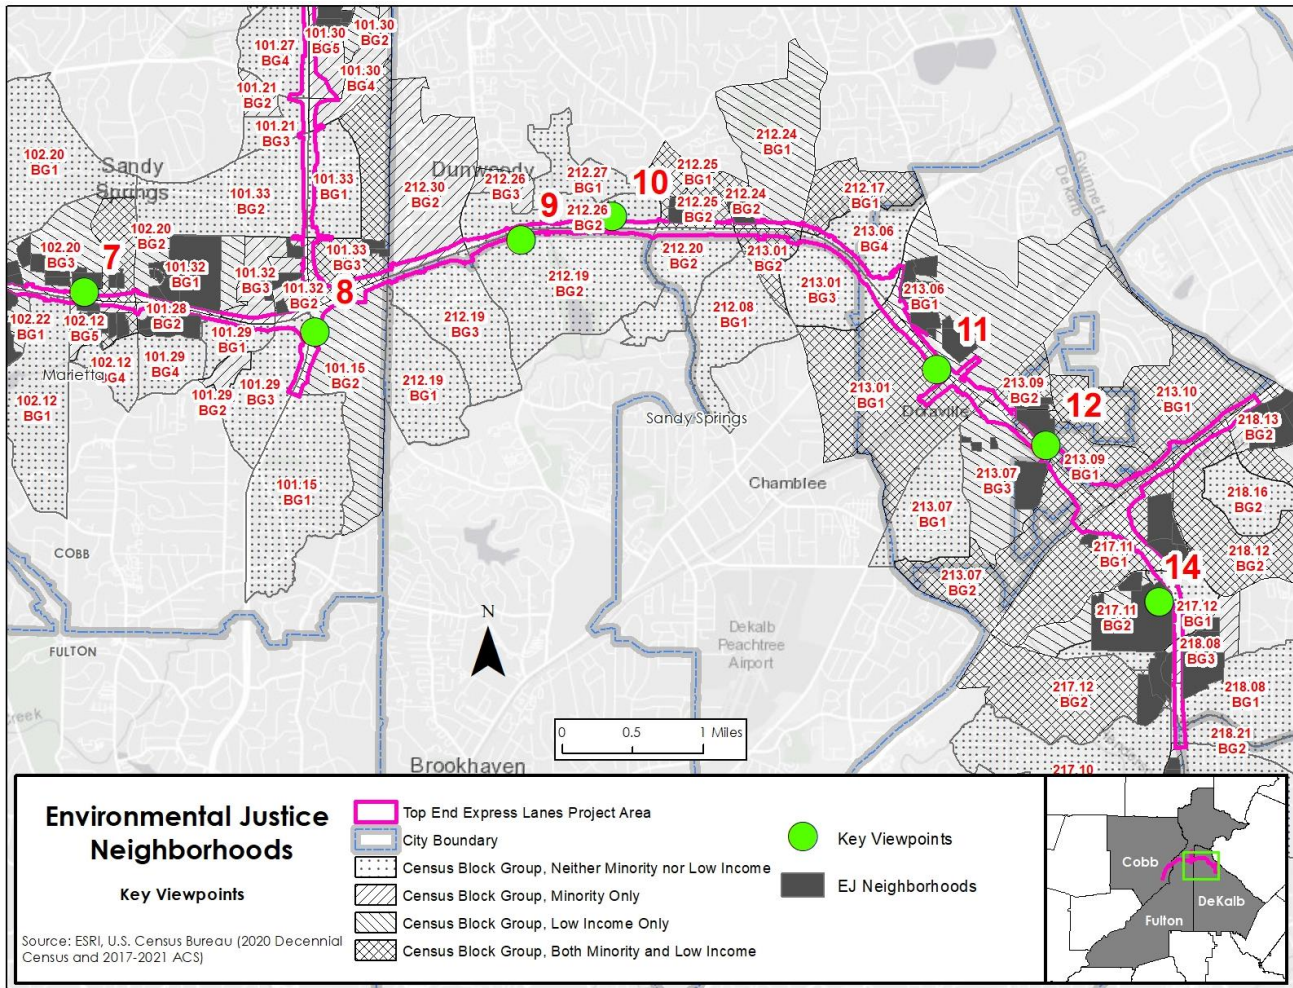 101.27
BG4
101.30
BG5
101.30
BG2
101.30
BG4
101.21
BG2
101.21
BG3
102.20
BG1
Sandy
Springs
101.33
BG2
101.33
BG1
212.30
BG2
Dunwoody
212.26
BG3
212.27
BG1
212.26
BG2
9
10
212.25
BG1
212.25
BG2
212.24
BG2
212.24
BG1
212.17
BG1
213.06
BG4
Gwinnett
Dekalb
102.20
BG3
7
102.20
BG2
101.32
BG1
101.32
BG3
101.33
BG3
101.32
BG2
8
212.19
BG2
212.20
BG2
213.01
BG2
213.01
BG3
213.06
BG1
11
102.22
BG1
102.12
BG5
101.28
BG2
101.29
BG1
212.19
BG3
212.08
BG1
Marietta
102.12
BG4
101.29
BG4
101.29
BG2
101.29
BG3
101.15
BG2
212.19
BG1
213.01
BG1
Doraville
213.09
BG2
12
213.10
BG1
218.13
BG2
102.12
BG1
Sandy Springs
101.15
BG1
Chamblee
213.07
BG1
213.07
BG3
213.09
BG1
218.16
BG2
COBB
FULTON
213.07
BG2
217.11
BG1
14
218.12
BG2
217.11
BG2
217.12
BG1
218.08
BG3
N
Dekalb
Peachtree
Airport
217.12
BG2
218.08
BG1
218.21
BG2
217.10
Creek
0 0.5 1 Miles
Brookhaven
Environmental Justice
Neighborhoods
Key Viewpoints
Source: ESRI, U.S. Census Bureau (2020 Decennial
Census and 2017-2021 ACS)
Top End Express Lanes Project Area
City Boundary
Census Block Group, Neither Minority nor Low Income
Census Block Group, Minority Only
Census Block Group, Low Income Only
Census Block Group, Both Minority and Low Income
Key Viewpoints
EJ Neighborhoods
Cobb
DeKalb
Fulton